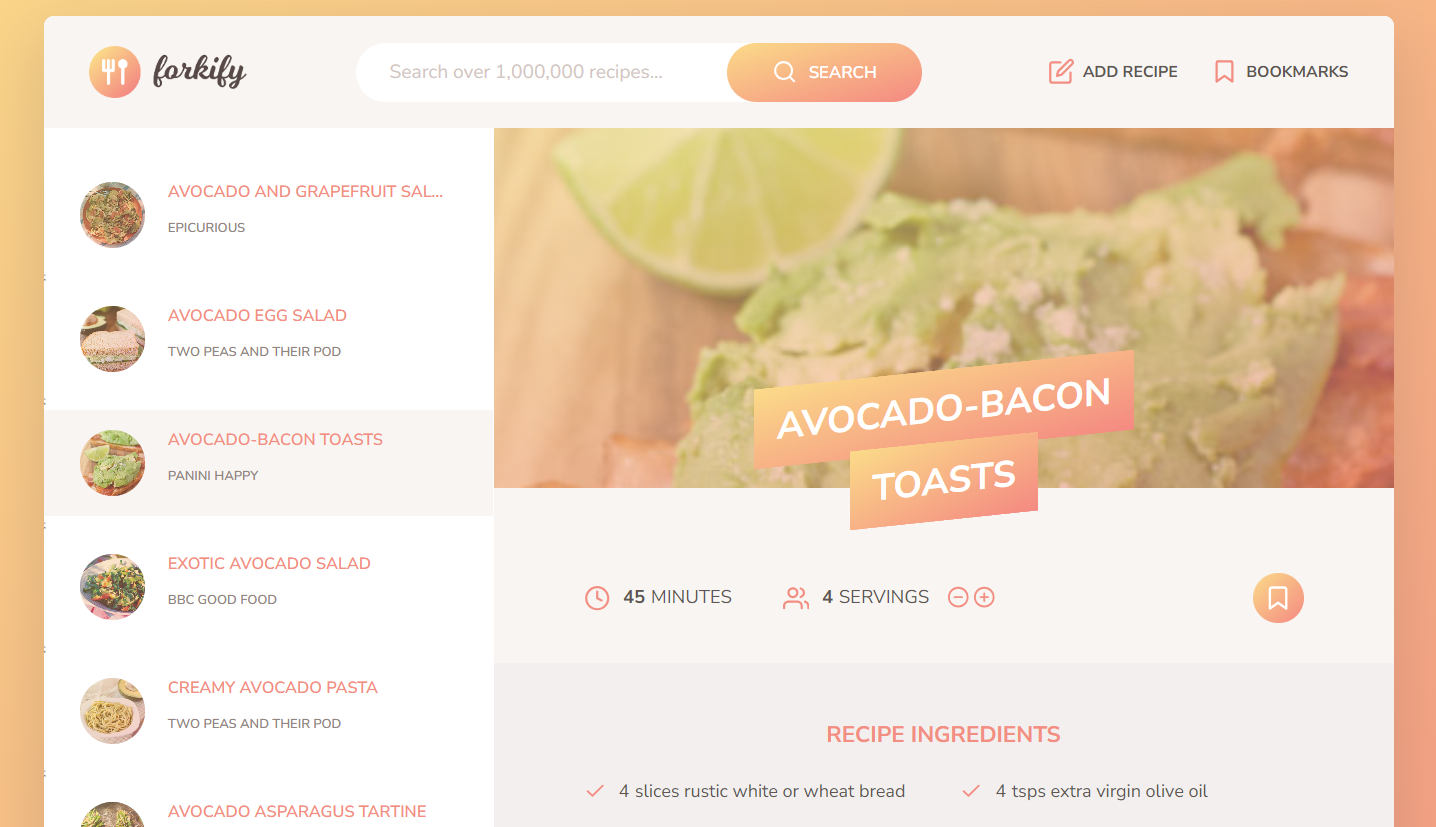 forkify
Search over 1,000,000 recipes...
SEARCH
ADD RECIPE
BOOKMARKS
AVOCADO AND GRAPEFRUIT SAL...
EPICURIOUS
AVOCADO EGG SALAD
TWO PEAS AND THEIR POD
AVOCADO-BACON TOASTS
PANINI HAPPY
EXOTIC AVOCADO SALAD
BBC GOOD FOOD
CREAMY AVOCADO PASTA
TWO PEAS AND THEIR POD
AVOCADO ASPARAGUS TARTINE
AVOCADO-BACON
TOASTS
45 MINUTES
4 SERVINGS
RECIPE INGREDIENTS
4 slices rustic white or wheat bread
4 tsps extra virgin olive oil